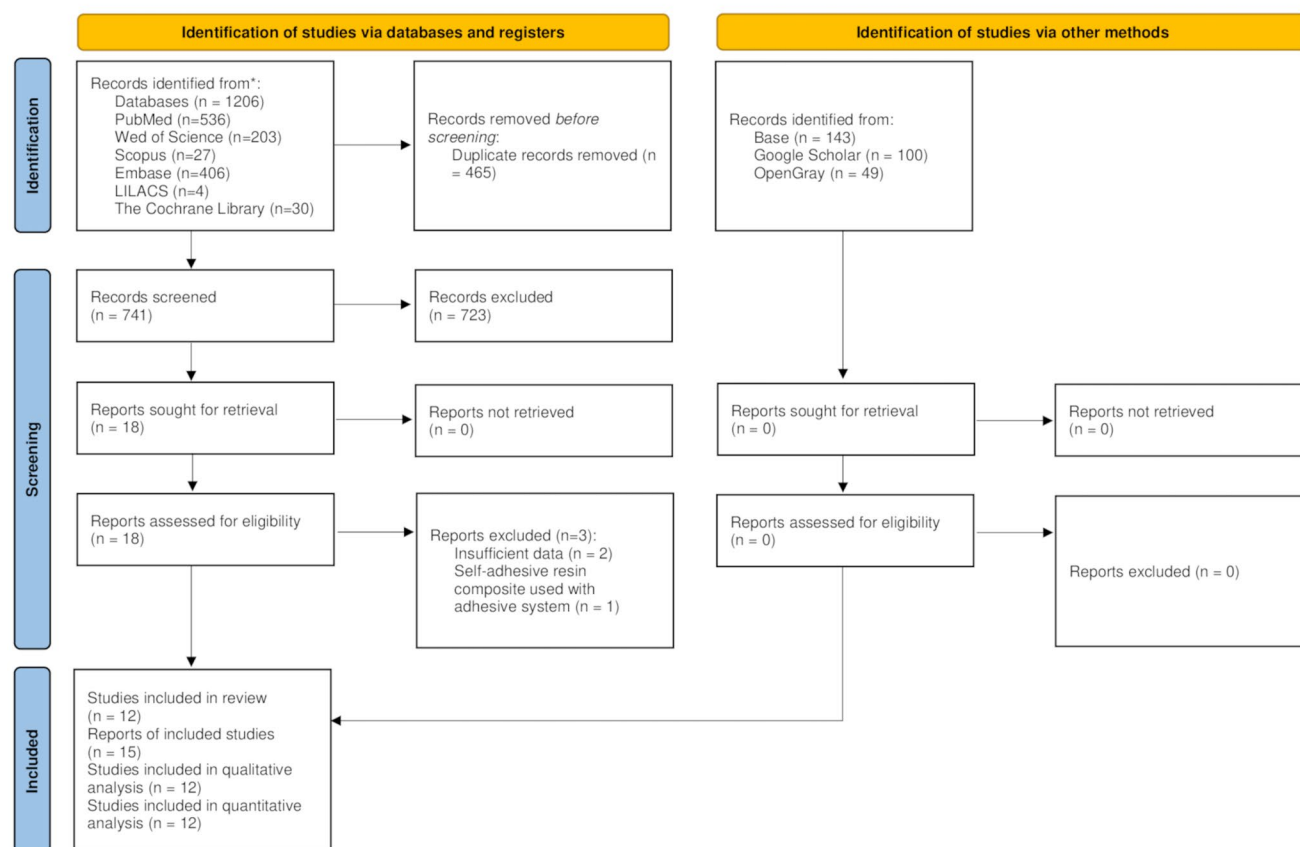 Identification of studies via databases and registers
Identification of studies via other methods
Identification
Records identified from*:
Databases (n = 1206)
PubMed (n=536)
Wed of Science (n=203)
Scopus (n=27)
Embase (n=406)
LILACS (n=4)
The Cochrane Library (n=30)
Records removed before
screening:
Duplicate records removed (n
= 465)
Records identified from:
Base (n = 143)
Google Scholar (n = 100)
OpenGray (n = 49)
Screening
Records screened
(n = 741)
Records excluded
(n = 723)
Reports sought for retrieval
(n = 18)
Reports not retrieved
(n = 0)
Reports sought for retrieval
(n = 0)
Reports not retrieved
(n = 0)
Reports assessed for eligibility
(n = 18)
Reports excluded (n=3):
Insufficient data (n = 2)
Self-adhesive resin
composite used with
adhesive system (n = 1)
Reports assessed for eligibility
(n = 0)
Reports excluded (n = 0)
Included
Studies included in review
(n = 12)
Reports of included studies
(n = 15)
Studies included in qualitative
analysis (n = 12)
Studies included in quantitative
analysis (n = 12)